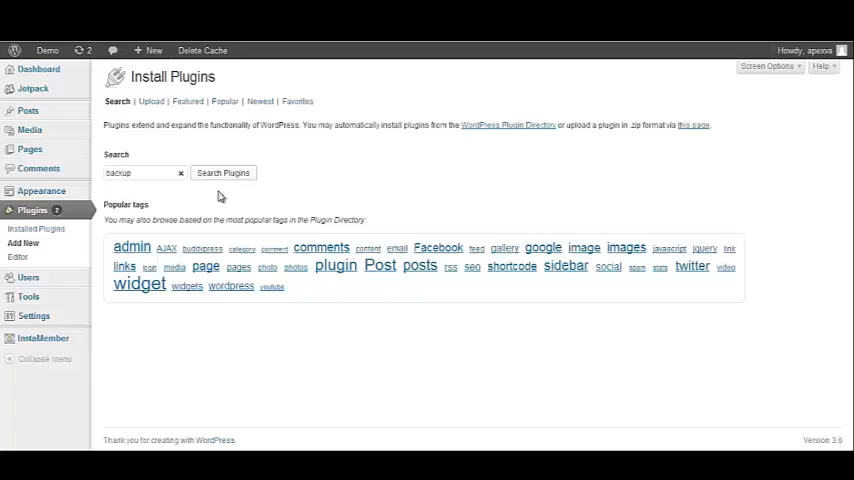 Demo 2 + New Delete Cache Howdy, apexva
Dashboard
Jetpack
Posts
Media
Pages
Comments
Appearance
Plugins 2
Installed Plugins
Add New
Editor
Users
Tools
Settings
InstaMember
Collapse menu
Screen Options Help
Install Plugins
Search | Upload | Featured | Popular | Newest | Favorites
Plugins extend and expand the functionality of WordPress. You may automatically install plugins from the WordPress Plugin Directory or upload a plugin in .zip format via this page.
Search
backup × Search Plugins
Popular tags
You may also browse based on the most popular tags in the Plugin Directory:
admin AJAX buddypress category comment comments content email Facebook feed gallery google image images javascript jquery link
links login media page pages photo photos plugin Post posts rss seo shortcode sidebar social spam stats twitter video
widget widgets wordpress youtube
Thank you for creating with WordPress. Version 3.6